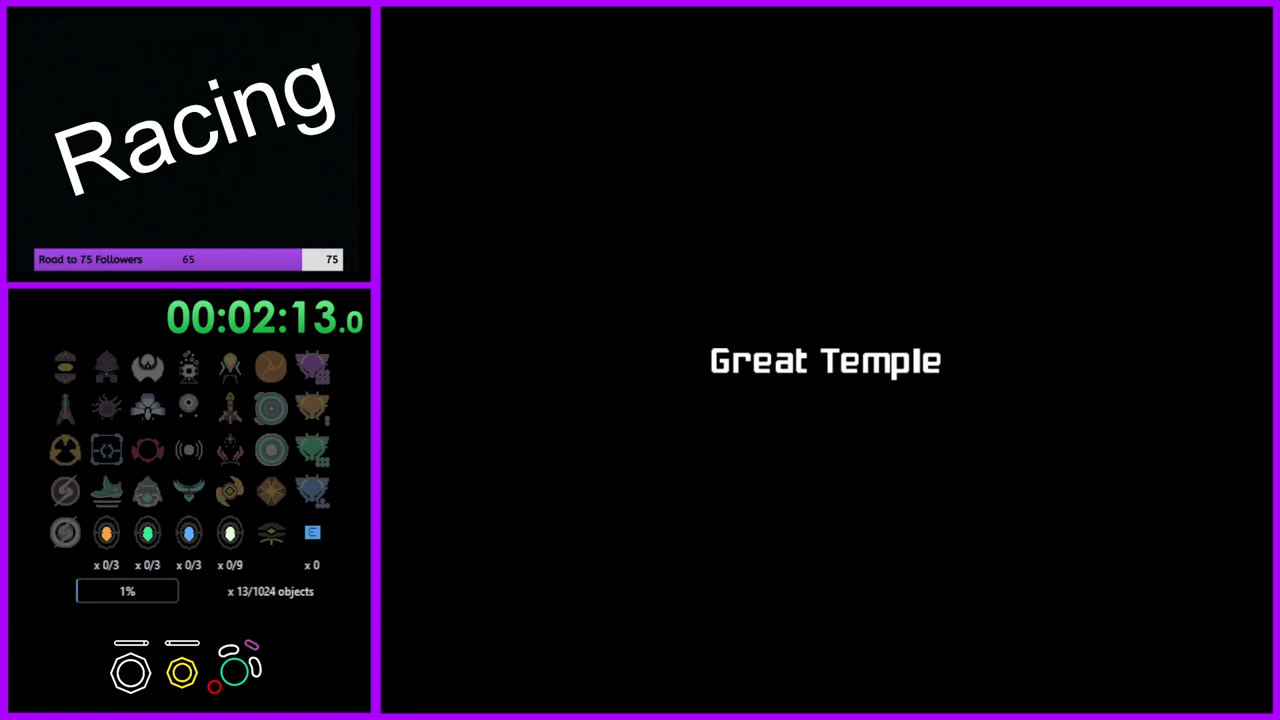 Racing
Road to 75 Followers 65 75
00:02:13.0
x 0/3 x 0/3 x 0/3 x 0/9 x 0
1% x 13/1024 objects
Great Temple